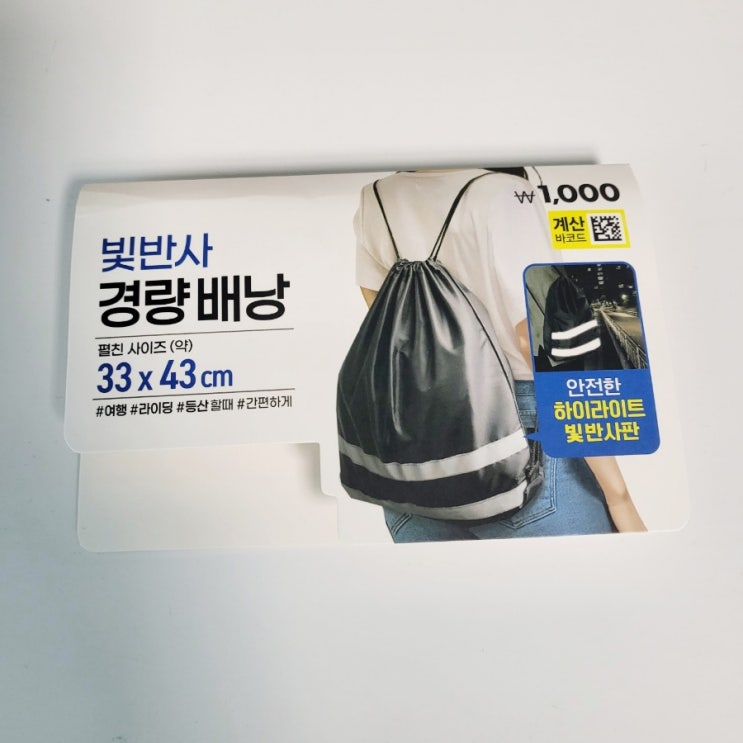 ₩1,000
계산
바코드
빛반사
경량 배낭
펼친 사이즈 (약)
33 x 43 cm
#여행 #라이딩 #등산 할때 #간편하게
안전한
하이라이트
빛 반사판